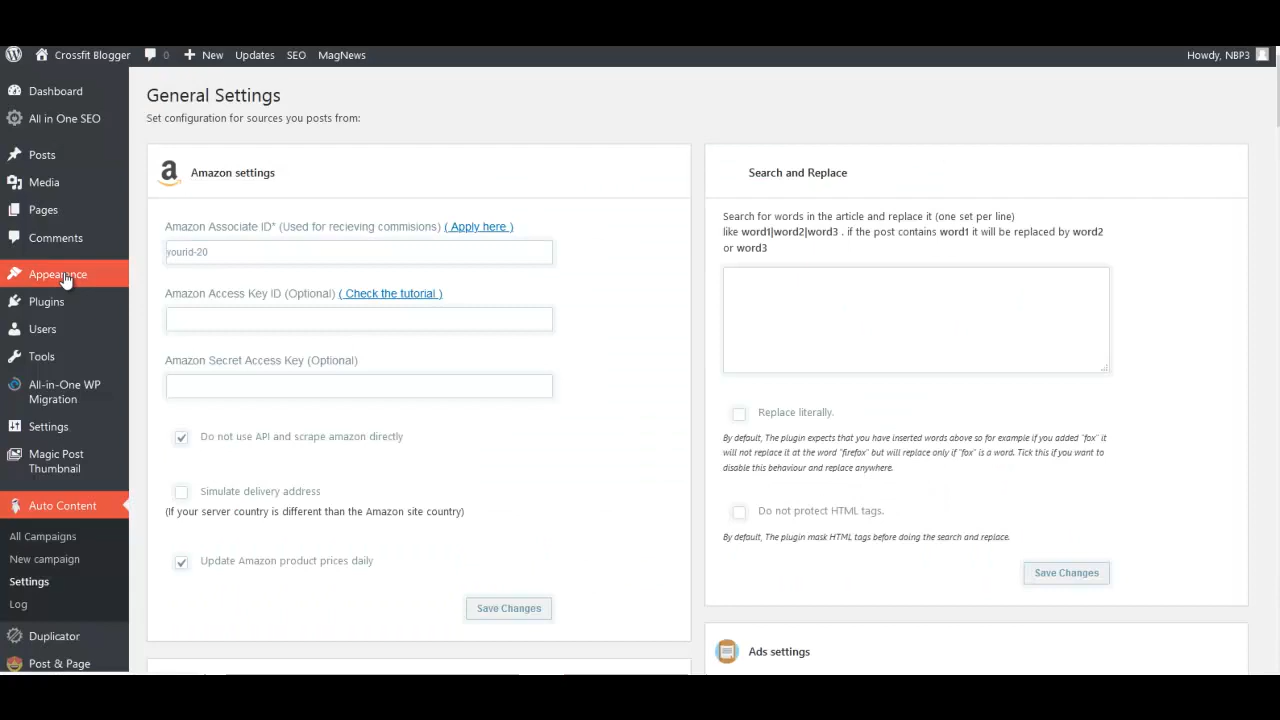 Crossfit Blogger
0
New
Updates
SEO
MagNews
Howdy, NBP3
Dashboard
All in One SEO
Posts
Media
Pages
Comments
Appearance
Plugins
Users
Tools
All-in-One WP
Migration
Settings
Magic Post
Thumbnail
Auto Content
All Campaigns
New campaign
Settings
Log
Duplicator
Post & Page
General Settings
Set configuration for sources you posts from:
Amazon settings
Amazon Associate ID* (Used for recieving commisions) ( Apply here )
yourid-20
Amazon Access Key ID (Optional) ( Check the tutorial )
Amazon Secret Access Key (Optional)
Do not use API and scrape amazon directly
Simulate delivery address
(If your server country is different than the Amazon site country)
Update Amazon product prices daily
Save Changes
Search and Replace
Search for words in the article and replace it (one set per line)
like word1|word2|word3 . if the post contains word1 it will be replaced by word2
or word3
Replace literally.
By default, The plugin expects that you have inserted words above so for example if you added "fox" it
will not replace it at the word "firefox" but will replace only if "fox" is a word. Tick this if you want to
disable this behaviour and replace anywhere.
Do not protect HTML tags.
By default, The plugin mask HTML tags before doing the search and replace.
Save Changes
Ads settings